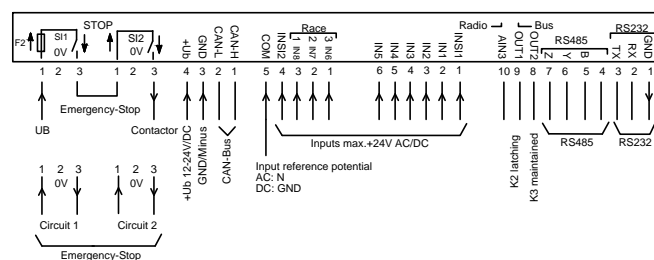 STOP
F2
SI1
0V
SI2
0V
+Ub
GND
CAN-L
CAN-H
COM
INSI2
Race
1 IN8
2 IN7
3 IN6
IN5
IN4
IN3
IN2
IN1
INSI1
Radio
AIN3
OUT1
OUT2
Bus
RS485
Z
Y
B
RS232
TX
RX
GND
1 2 3 1 2 3 4 3 2 1 5 4 3 2 1 6 5 4 3 2 1 10 9 8 7 6 5 4 3 2 1
Emergency-Stop
UB
Contactor
+Ub 12-24V/DC
GND/Minus
CAN-Bus
Inputs max.+24V AC/DC
Input reference potential
AC: N
DC: GND
K2 latching
K3 maintained
RS485
RS232
1 2 3 1 2 3
0V 0V
Circuit 1
Circuit 2
Emergency-Stop